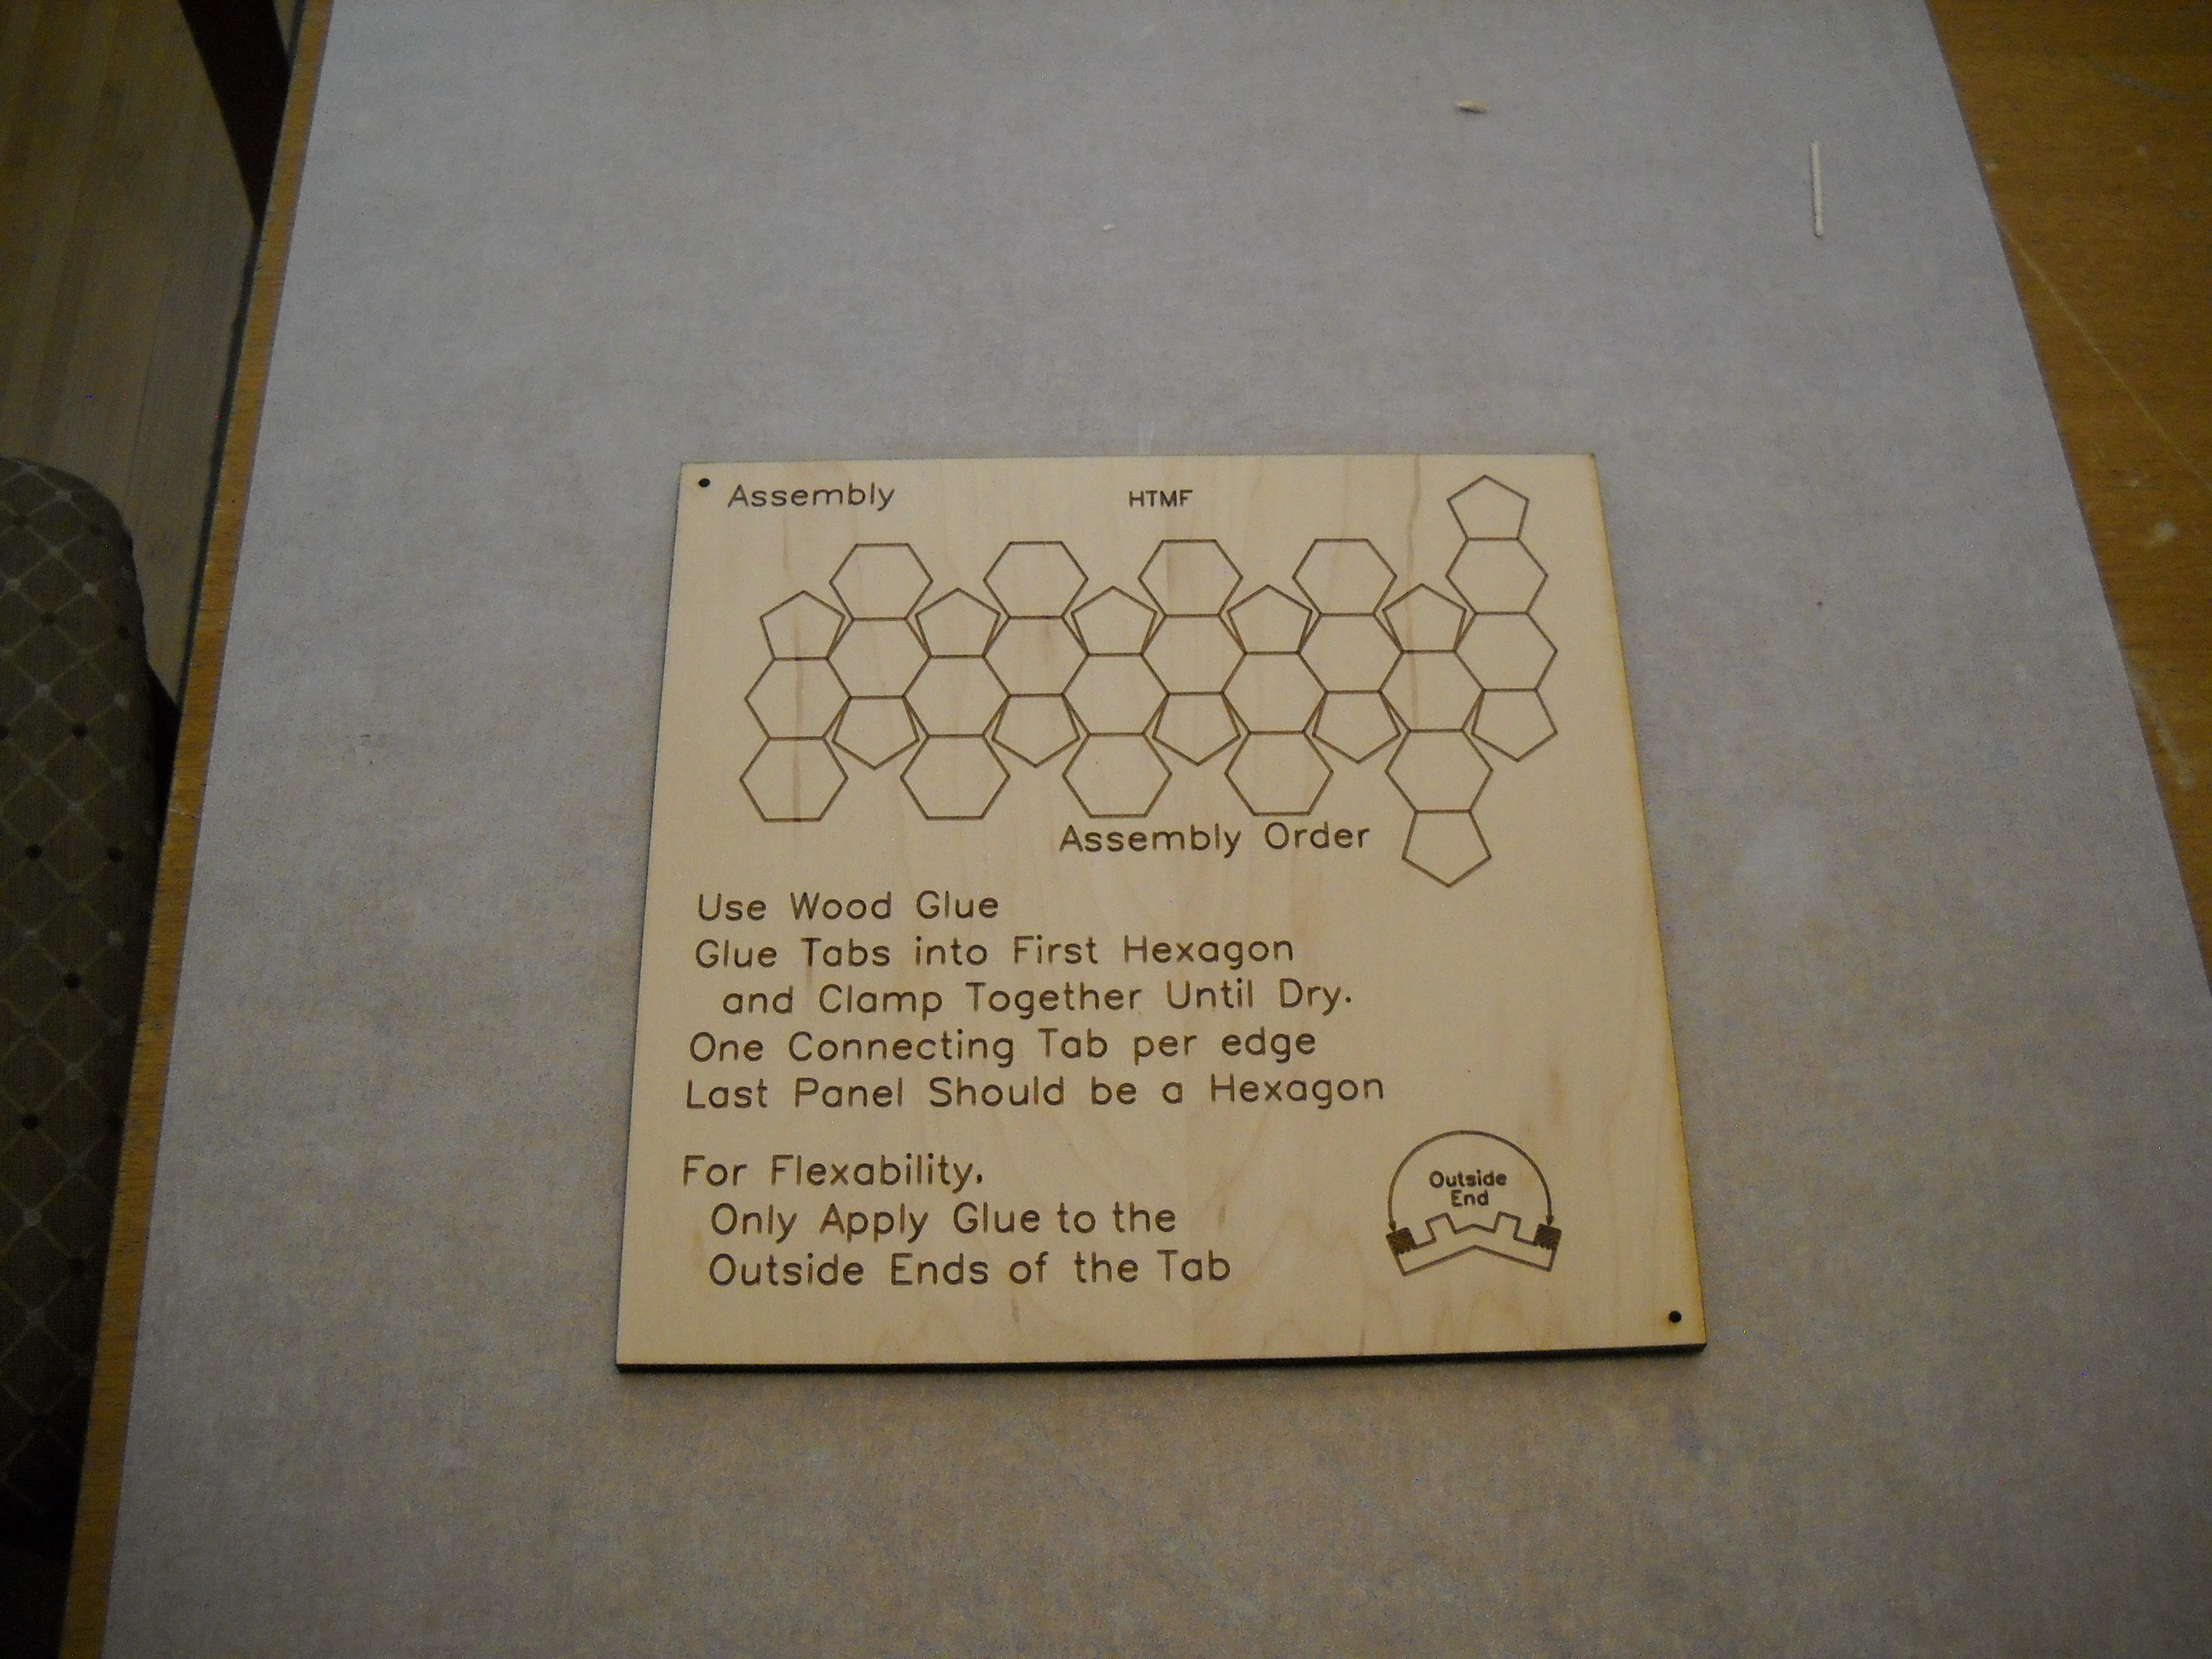 Assembly HTMF
Assembly Order
Use Wood Glue
Glue Tabs into First Hexagon
and Clamp Together Until Dry.
One Connecting Tab per edge
Last Panel Should be a Hexagon
For Flexability.
Only Apply Glue to the
Outside Ends of the Tab
Outside
End